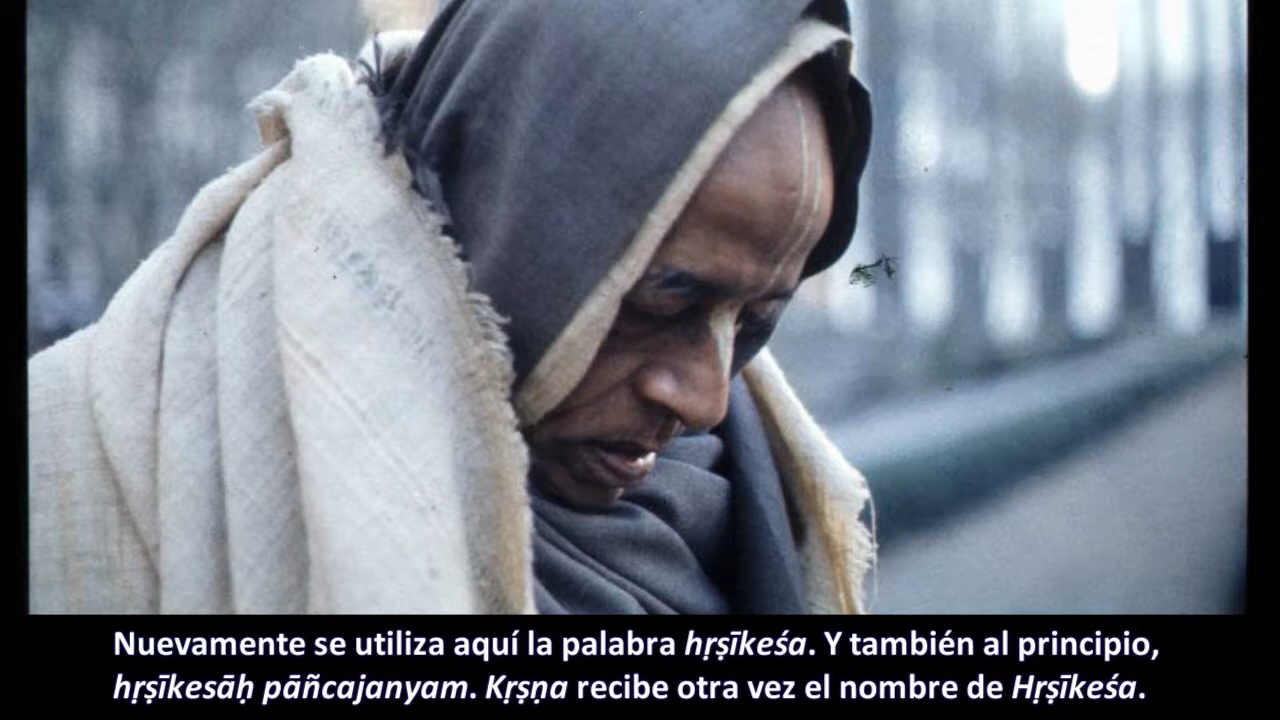 Nuevamente se utiliza aquí la palabra hṛṣīkeśa. Y también al principio,
hṛṣīkesāḥ pāñcajanyam. Kṛṣṇa recibe otra vez el nombre de Hṛṣīkeśa.